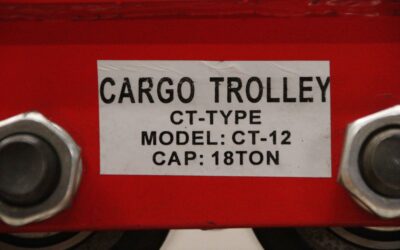 CARGO TROLLEY
CT-TYPE
MODEL: CT-12
CAP: 18TON